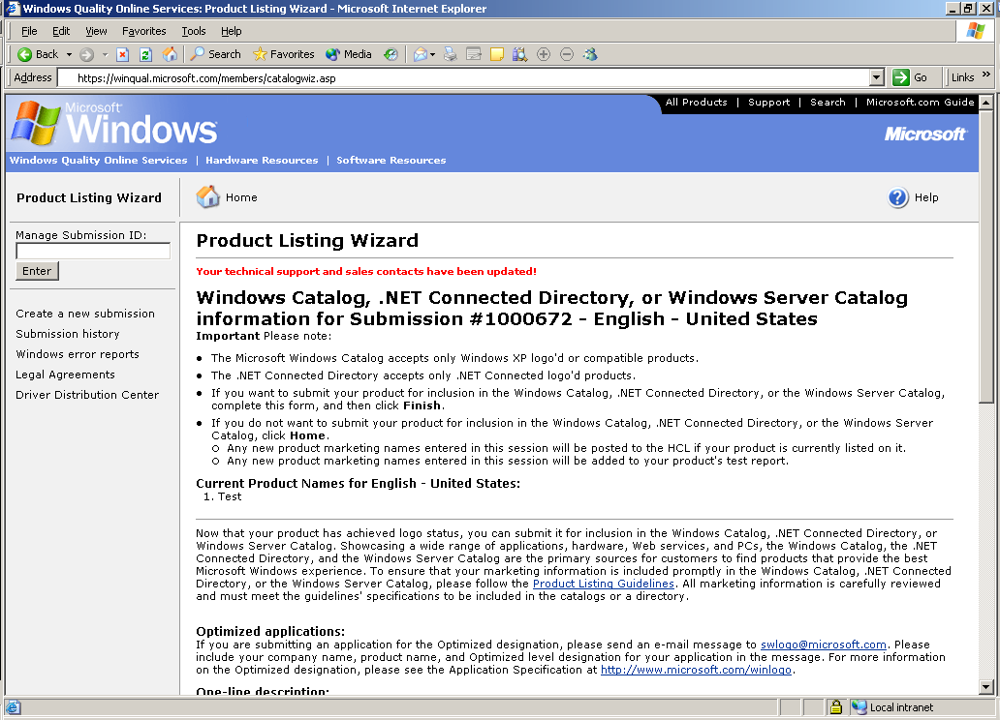 Windows Quality Online Services: Product Listing Wizard - Microsoft Internet Explorer
File Edit View Favorites Tools Help
Back Search Favorites Media
Address https://winqual.microsoft.com/members/catalogwiz.asp Go Links »
All Products | Support | Search | Microsoft.com Guide
Microsoft
Windows
Microsoft
Windows Quality Online Services | Hardware Resources | Software Resources
Product Listing Wizard
Home
Help
Manage Submission ID:
Enter
Create a new submission
Submission history
Windows error reports
Legal Agreements
Driver Distribution Center
Product Listing Wizard
Your technical support and sales contacts have been updated!
Windows Catalog, .NET Connected Directory, or Windows Server Catalog
information for Submission #1000672 - English - United States
Important Please note:
• The Microsoft Windows Catalog accepts only Windows XP logo'd or compatible products.
• The .NET Connected Directory accepts only .NET Connected logo'd products.
• If you want to submit your product for inclusion in the Windows Catalog, .NET Connected Directory, or the Windows Server Catalog,
complete this form, and then click Finish.
• If you do not want to submit your product for inclusion in the Windows Catalog, .NET Connected Directory, or the Windows Server
Catalog, click Home.
○ Any new product marketing names entered in this session will be posted to the HCL if your product is currently listed on it.
○ Any new product marketing names entered in this session will be added to your product's test report.
Current Product Names for English - United States:
1. Test
Now that your product has achieved logo status, you can submit it for inclusion in the Windows Catalog, .NET Connected Directory, or
Windows Server Catalog. Showcasing a wide range of applications, hardware, Web services, and PCs, the Windows Catalog, the .NET
Connected Directory, and the Windows Server Catalog are the primary sources for customers to find products that provide the best
Microsoft Windows experience. To ensure that your marketing information is included promptly in the Windows Catalog, .NET Connected
Directory, or the Windows Server Catalog, please follow the Product Listing Guidelines. All marketing information is carefully reviewed
and must meet the guidelines' specifications to be included in the catalogs or a directory.
Optimized applications:
If you are submitting an application for the Optimized designation, please send an e-mail message to swlogo@microsoft.com. Please
include your company name, product name, and Optimized level designation for your application in the message. For more information
on the Optimized designation, please see the Application Specification at http://www.microsoft.com/winlogo.
One-line description:
Local intranet